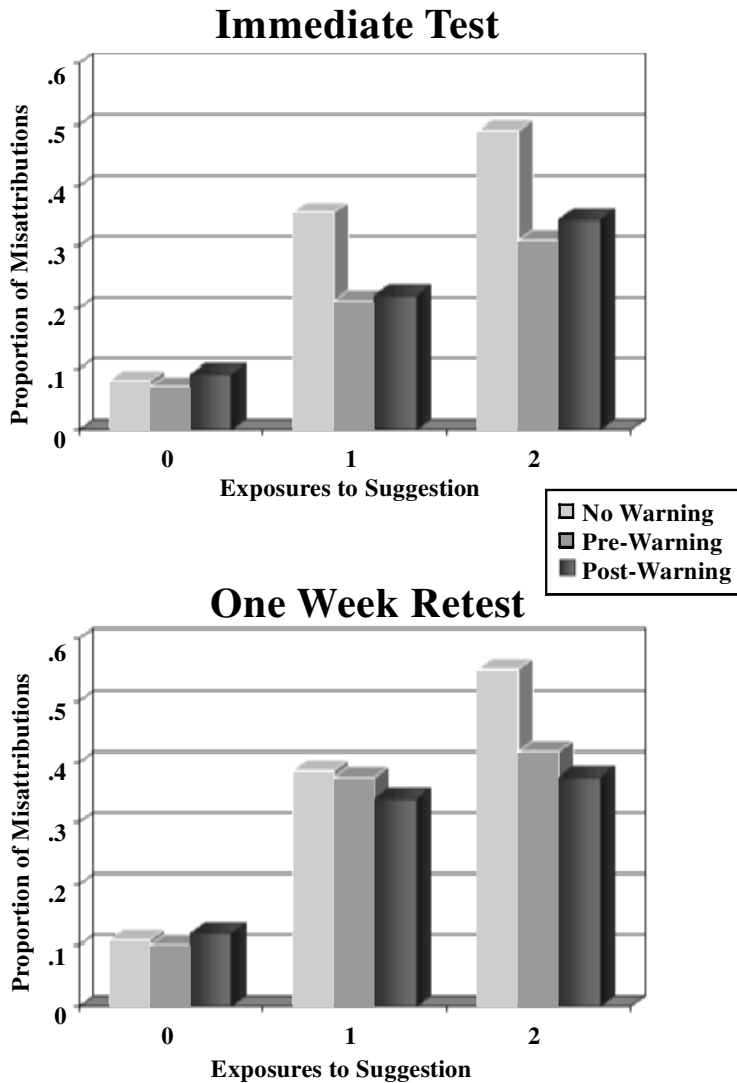 Immediate Test
Proportion of Misattributions
.6
.5
.4
.3
.2
.1
0
0 1 2
Exposures to Suggestion
No Warning
Pre-Warning
Post-Warning
One Week Retest
Proportion of Misattributions
.6
.5
.4
.3
.2
.1
0
0 1 2
Exposures to Suggestion